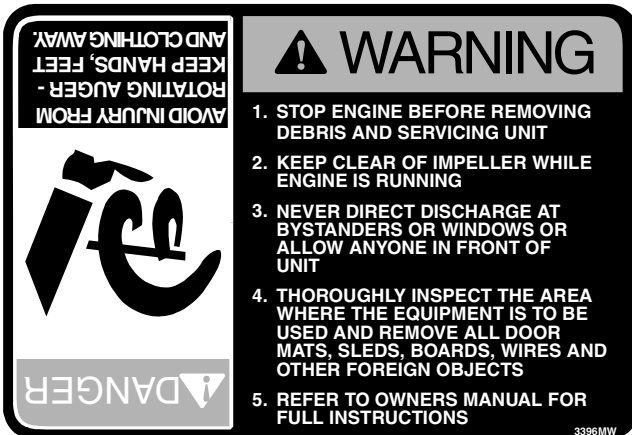 DANGER
AVOID INJURY FROM
ROTATING AUGER -
KEEP HANDS, FEET
AND CLOTHING AWAY.
WARNING
1. STOP ENGINE BEFORE REMOVING
DEBRIS AND SERVICING UNIT
2. KEEP CLEAR OF IMPELLER WHILE
ENGINE IS RUNNING
3. NEVER DIRECT DISCHARGE AT
BYSTANDERS OR WINDOWS OR
ALLOW ANYONE IN FRONT OF
UNIT
4. THOROUGHLY INSPECT THE AREA
WHERE THE EQUIPMENT IS TO BE
USED AND REMOVE ALL DOOR
MATS, SLEDS, BOARDS, WIRES AND
OTHER FOREIGN OBJECTS
5. REFER TO OWNERS MANUAL FOR
FULL INSTRUCTIONS
3396MW